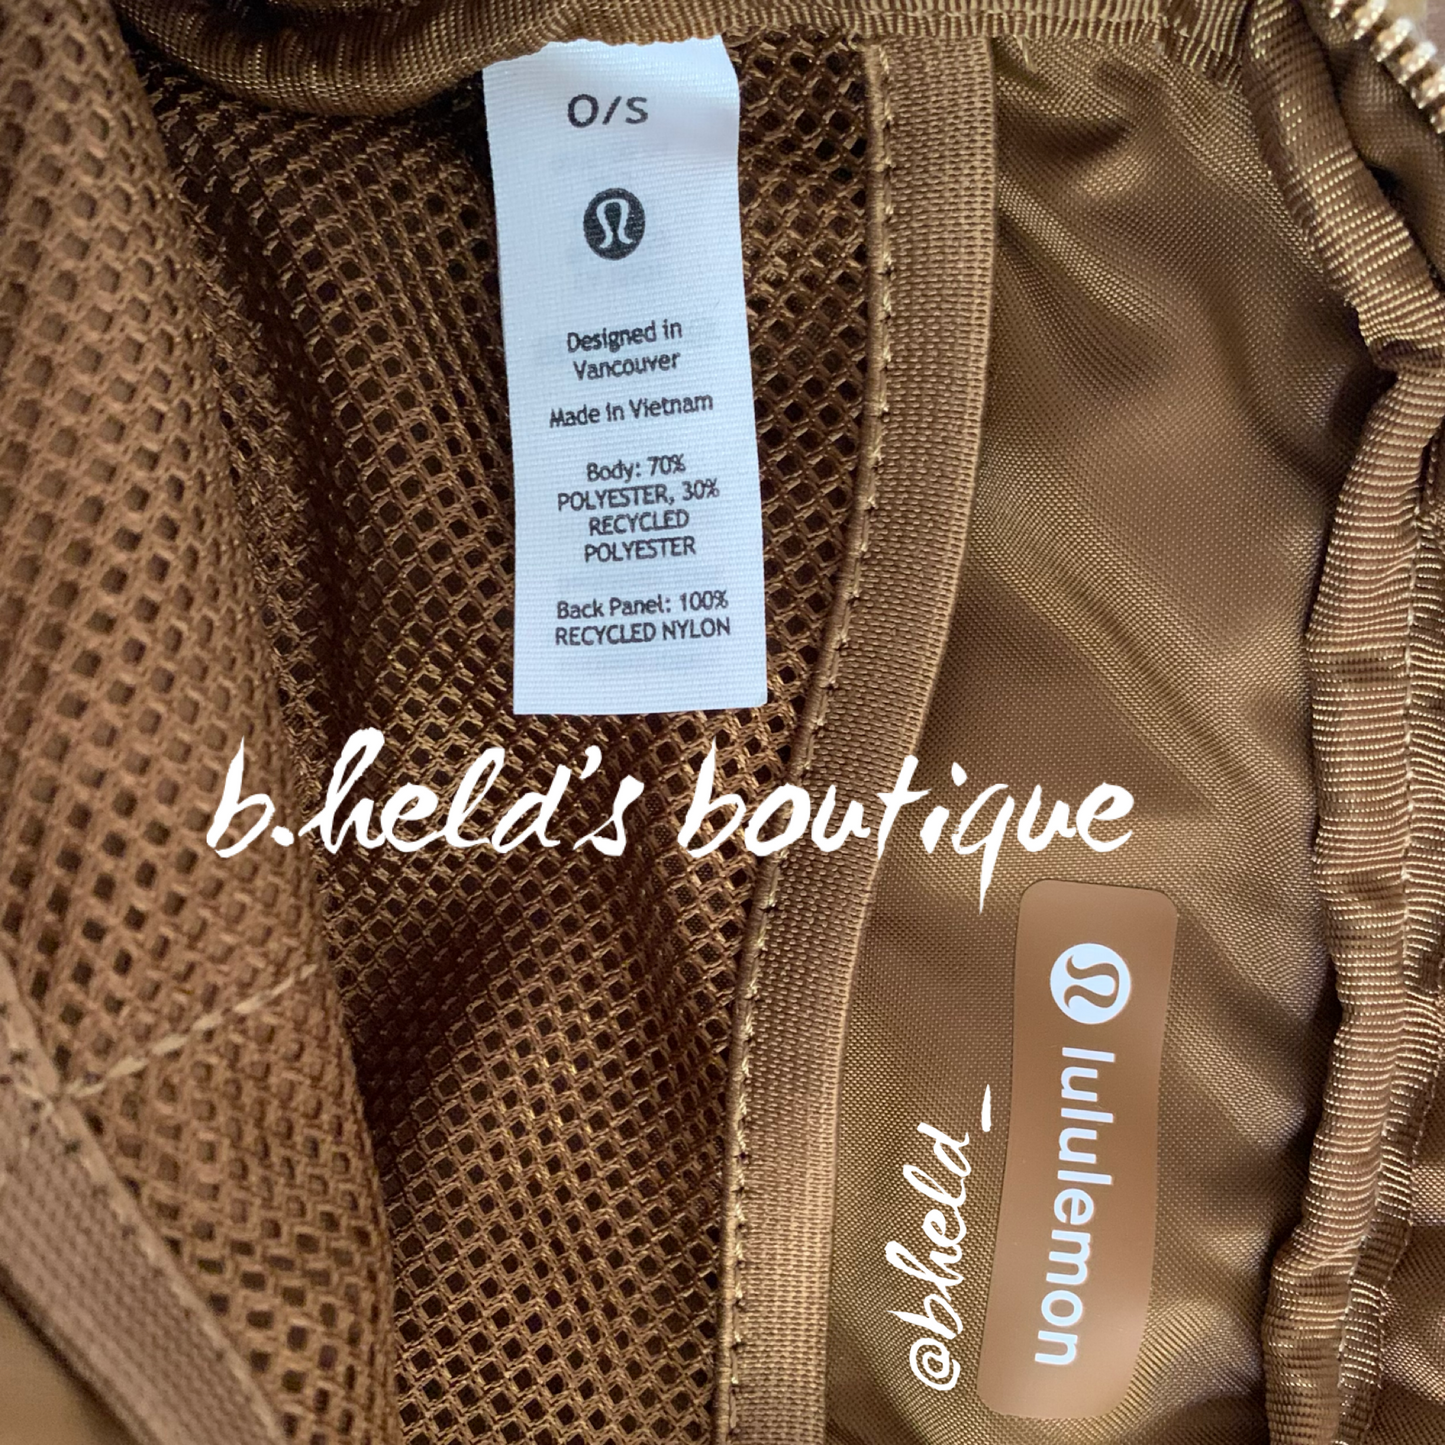 O/S
Designed in
Vancouver
Made in Vietnam
Body: 70%
POLYESTER, 30%
RECYCLED
POLYESTER
Back Panel: 100%
RECYCLED NYLON
b.held's boutique
@bheld_
lululemon